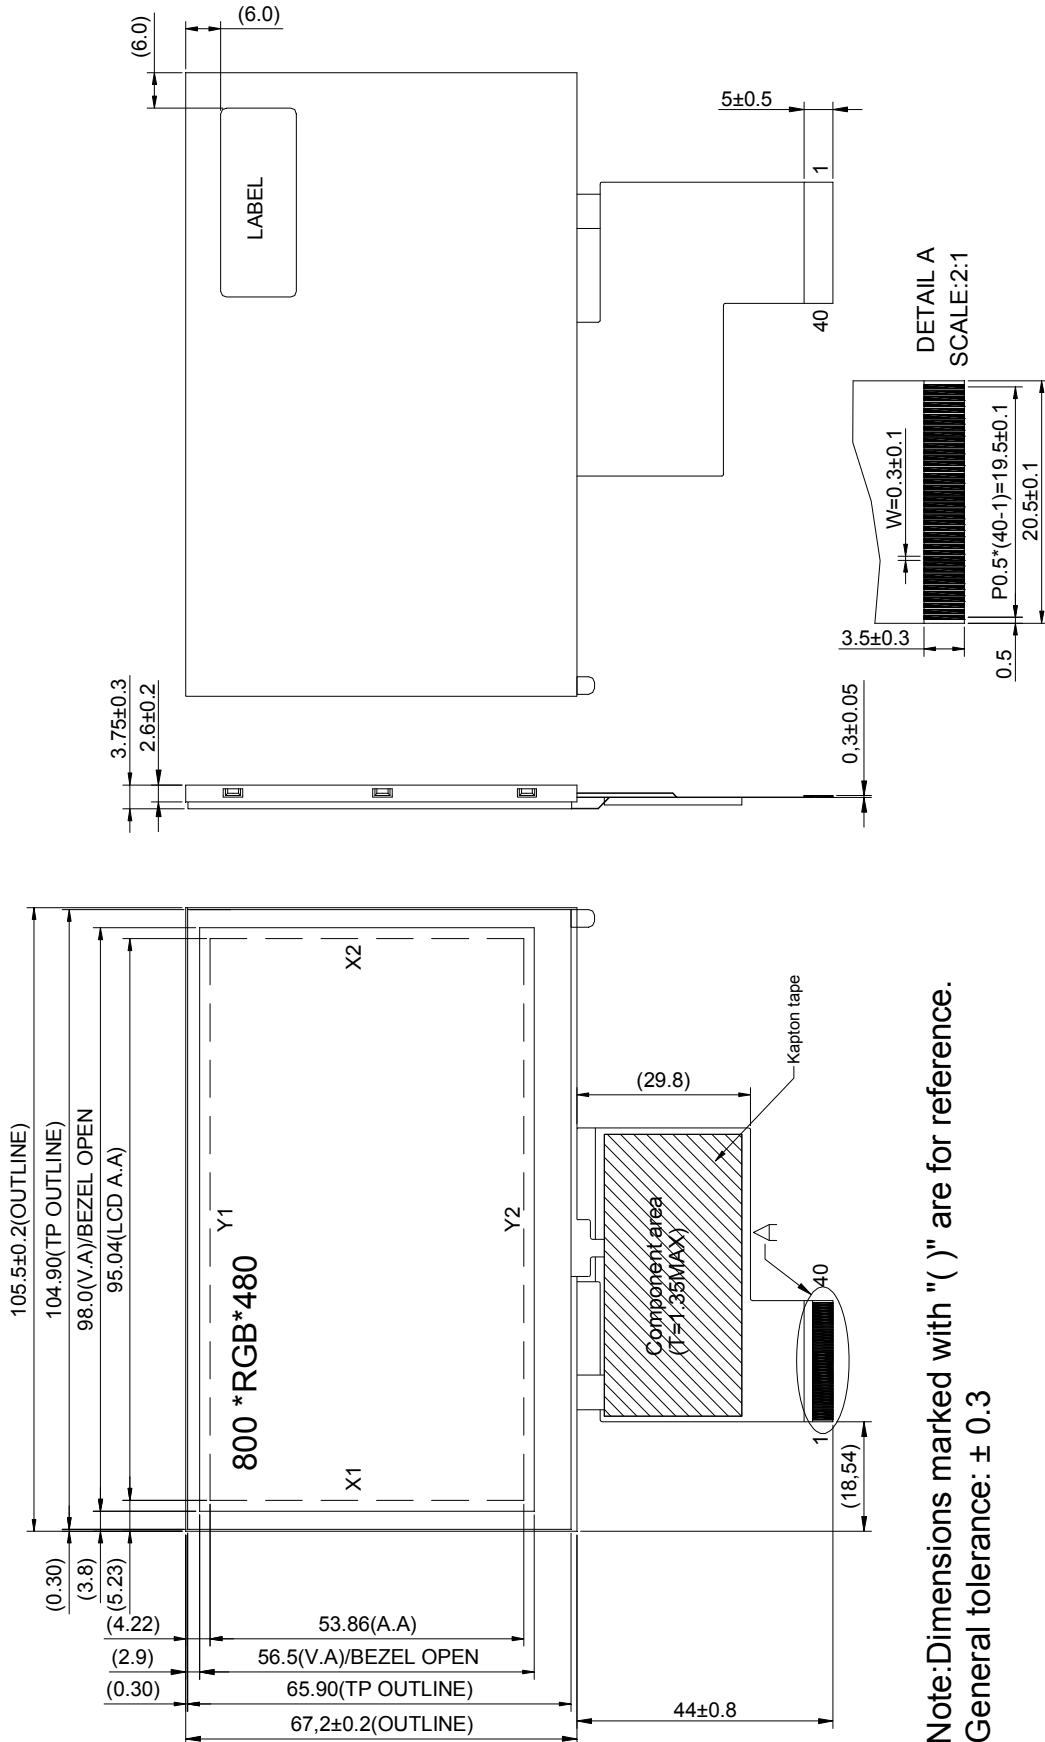 105.5±0.2(OUTLINE)
104.90(TP OUTLINE)
98.0(V.A)/BEZEL OPEN
95.04(LCD A.A)
(0.30)
(3.8)
(5.23)
(4.22)
(2.9)
(0.30)
53.86(A.A)
56.5(V.A)/BEZEL OPEN
65.90(TP OUTLINE)
67,2±0.2(OUTLINE)
44±0.8
800 *RGB*480
X1
X2
Y1
Y2
(29.8)
Kapton tape
Component area
(T=1.35MAX)
A
1
40
(18,54)
3.75±0.3
2.6±0.2
0,3±0.05
(6.0)
(6.0)
LABEL
5±0.5
1
40
DETAIL A
SCALE:2:1
W=0.3±0.1
3.5±0.3
0.5
P0.5*(40-1)=19.5±0.1
20.5±0.1
Note:Dimensions marked with "( )" are for reference.
General tolerance: ± 0.3